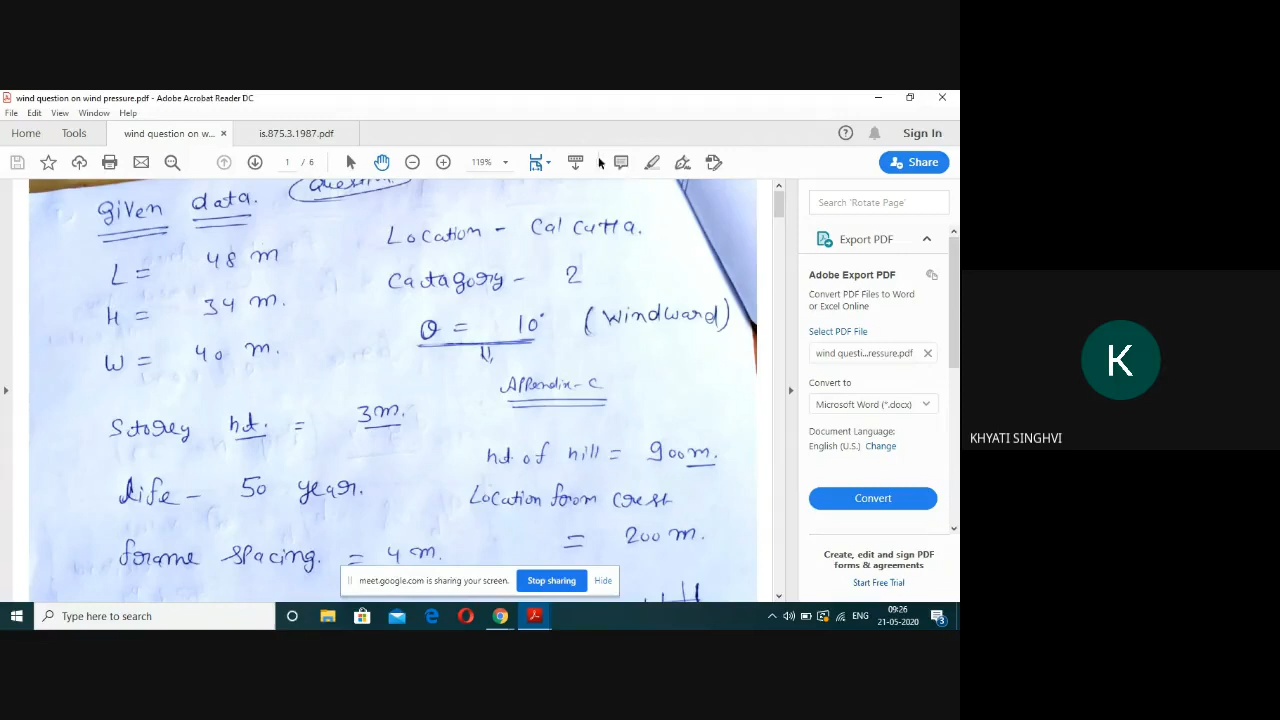 wind question on wind pressure.pdf - Adobe Acrobat Reader DC
File Edit View Window Help
Home Tools wind question on w... × is.875.3.1987.pdf Sign In
1 / 6 119% Share
Question
Given data.
L = 48 m
H = 34 m.
W = 40 m.
Storey ht. = 3m.
Life - 50 year.
frame spacing. = 4 m.
Location - Calcutta.
Catagory - 2
θ = 10° (Windward)
Appendix-C
ht of hill = 900m.
Location from crest
= 200 m.
Search 'Rotate Page'
Export PDF
Adobe Export PDF
Convert PDF Files to Word
or Excel Online
Select PDF File
wind questi...ressure.pdf
Convert to
Microsoft Word (*.docx)
Document Language:
English (U.S.) Change
Convert
Create, edit and sign PDF
forms & agreements
Start Free Trial
meet.google.com is sharing your screen. Stop sharing Hide
Type here to search
ENG
09:26
21-05-2020
3
K
KHYATI SINGHVI